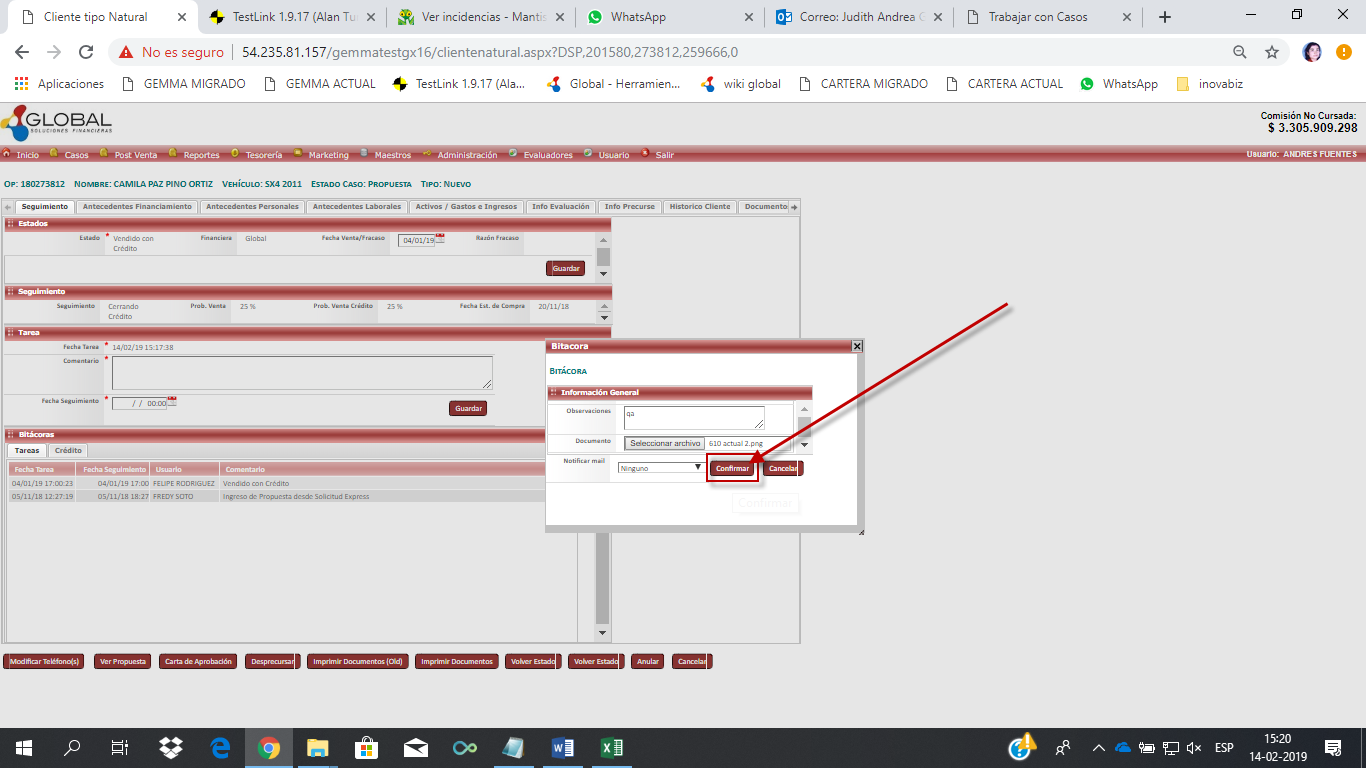 Cliente tipo Natural
TestLink 1.9.17 (Alan Tu
Ver incidencias - Mantis
WhatsApp
Correo: Judith Andrea G
Trabajar con Casos
No es seguro | 54.235.81.157/gemmatestgx16/clientenatural.aspx?DSP,201580,273812,259666,0
Aplicaciones GEMMA MIGRADO GEMMA ACTUAL TestLink 1.9.17 (Ala... Global - Herramien... wiki global CARTERA MIGRADO CARTERA ACTUAL WhatsApp inovabiz
GLOBAL
SOLUCIONES FINANCIERAS
Comisión No Cursada:
$ 3.305.909.298
Inicio Casos Post Venta Reportes Tesorería Marketing Maestros Administración Evaluadores Usuario Salir Usuario: ANDRES FUENTES
Op: 180273812 Nombre: CAMILA PAZ PINO ORTIZ Vehículo: SX4 2011 Estado Caso: Propuesta Tipo: Nuevo
Seguimiento Antecedentes Financiamiento Antecedentes Personales Antecedentes Laborales Activos / Gastos e Ingresos Info Evaluación Info Precurse Historico Cliente Documento
Estados
Estado * Vendido con Crédito Financiera Global Fecha Venta/Fracaso 04/01/19 Razón Fracaso
Guardar
Seguimiento
Seguimiento Cerrando Crédito Prob. Venta 25 % Prob. Venta Crédito 25 % Fecha Est. de Compra 20/11/18
Tarea
Fecha Tarea * 14/02/19 15:17:38
Comentario *
Fecha Seguimiento * / / 00:00
Guardar
Bitácoras
Tareas Crédito
Fecha Tarea Fecha Seguimiento Usuario Comentario
04/01/19 17:00:23 04/01/19 17:00 FELIPE RODRIGUEZ Vendido con Crédito
05/11/18 12:27:19 05/11/18 18:27 FREDY SOTO Ingreso de Propuesta desde Solicitud Express
Bitacora
Bitácora
Información General
Observaciones qa
Documento Seleccionar archivo 610 actual 2.png
Notificar mail Ninguno Confirmar Cancelar
Confirmar
Modificar Teléfono(s) Ver Propuesta Carta de Aprobación Desprecursar Imprimir Documentos (Old) Imprimir Documentos Volver Estado Volver Estado Anular Cancelar
ESP
15:20
14-02-2019